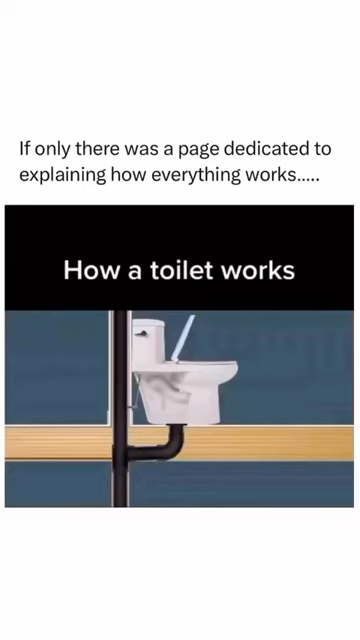 If only there was a page dedicated to
explaining how everything works.....
How a toilet works